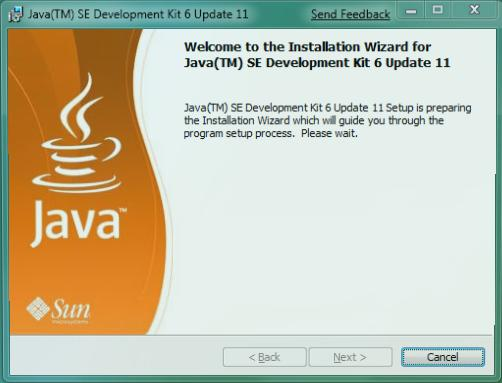 Java(TM) SE Development Kit 6 Update 11 Send Feedback
Welcome to the Installation Wizard for
Java(TM) SE Development Kit 6 Update 11
Java(TM) SE Development Kit 6 Update 11 Setup is preparing
the Installation Wizard which will guide you through the
program setup process. Please wait.
Java™
Sun
microsystems
< Back Next > Cancel